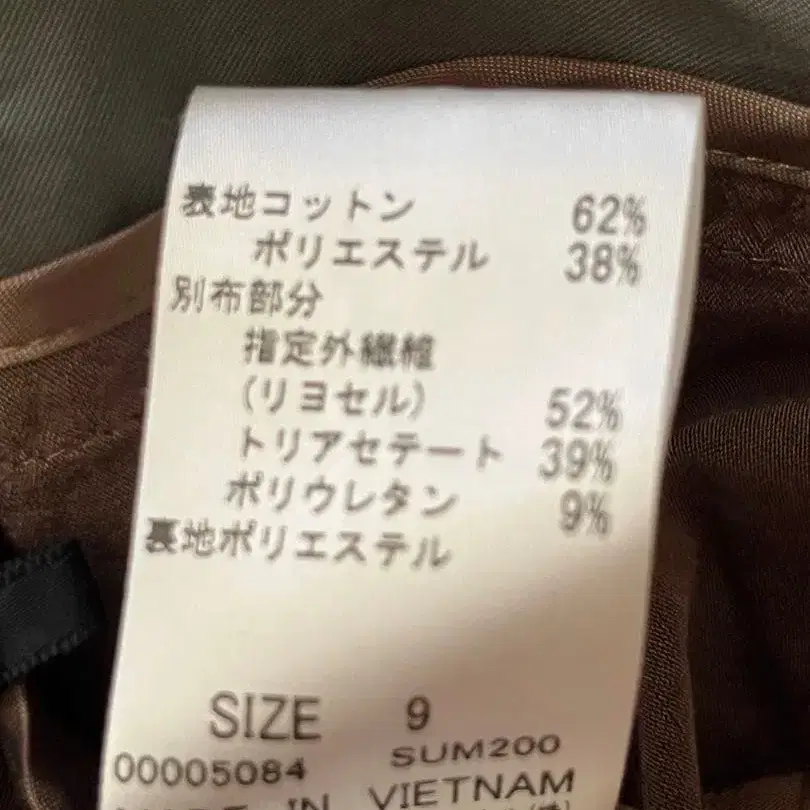 表地コットン 62%
ポリエステル 38%
別布部分
指定外繊維
(リヨセル) 52%
トリアセテート 39%
ポリウレタン 9%
裏地ポリエステル
SIZE 9
00005084 SUM200
MADE IN VIETNAM